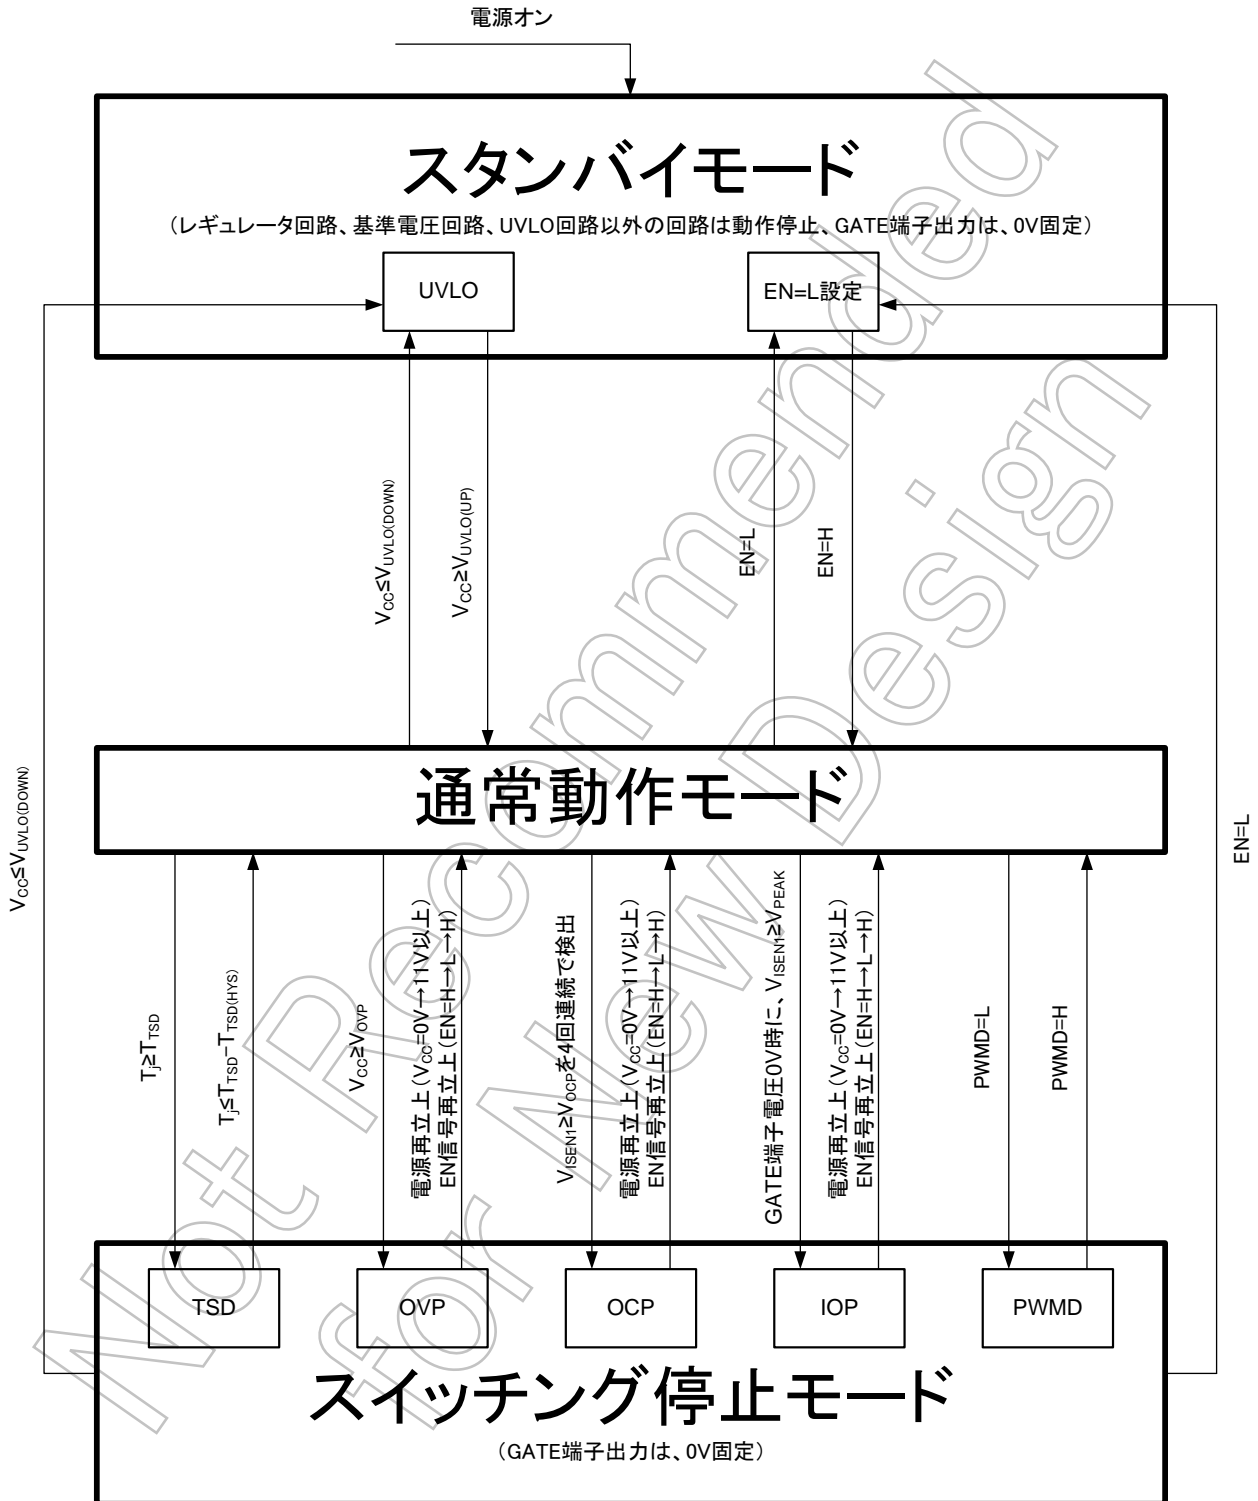 電源オン
スタンバイモード
(レギュレータ回路、基準電圧回路、UVLO回路以外の回路は動作停止、GATE端子出力は、0V固定)
UVLO
EN=L設定
VCC≤VUVLO(DOWN)
VCC≥VUVLO(UP)
EN=L
EN=H
通常動作モード
VCC≤VUVLO(DOWN)
EN=L
Tj≥TTSD
Tj≤TTSD-TTSD(HYS)
VCC≥VOVP
電源再立上(VCC=0V→11V以上)
EN信号再立上(EN=H→L→H)
VISEN1≥VOCPを4回連続で検出
電源再立上(VCC=0V→11V以上)
EN信号再立上(EN=H→L→H)
GATE端子電圧0V時に、VISEN1≥VPEAK
電源再立上(VCC=0V→11V以上)
EN信号再立上(EN=H→L→H)
PWMD=L
PWMD=H
TSD
OVP
OCP
IOP
PWMD
スイッチング停止モード
(GATE端子出力は、0V固定)
Not Recommended
for New Design